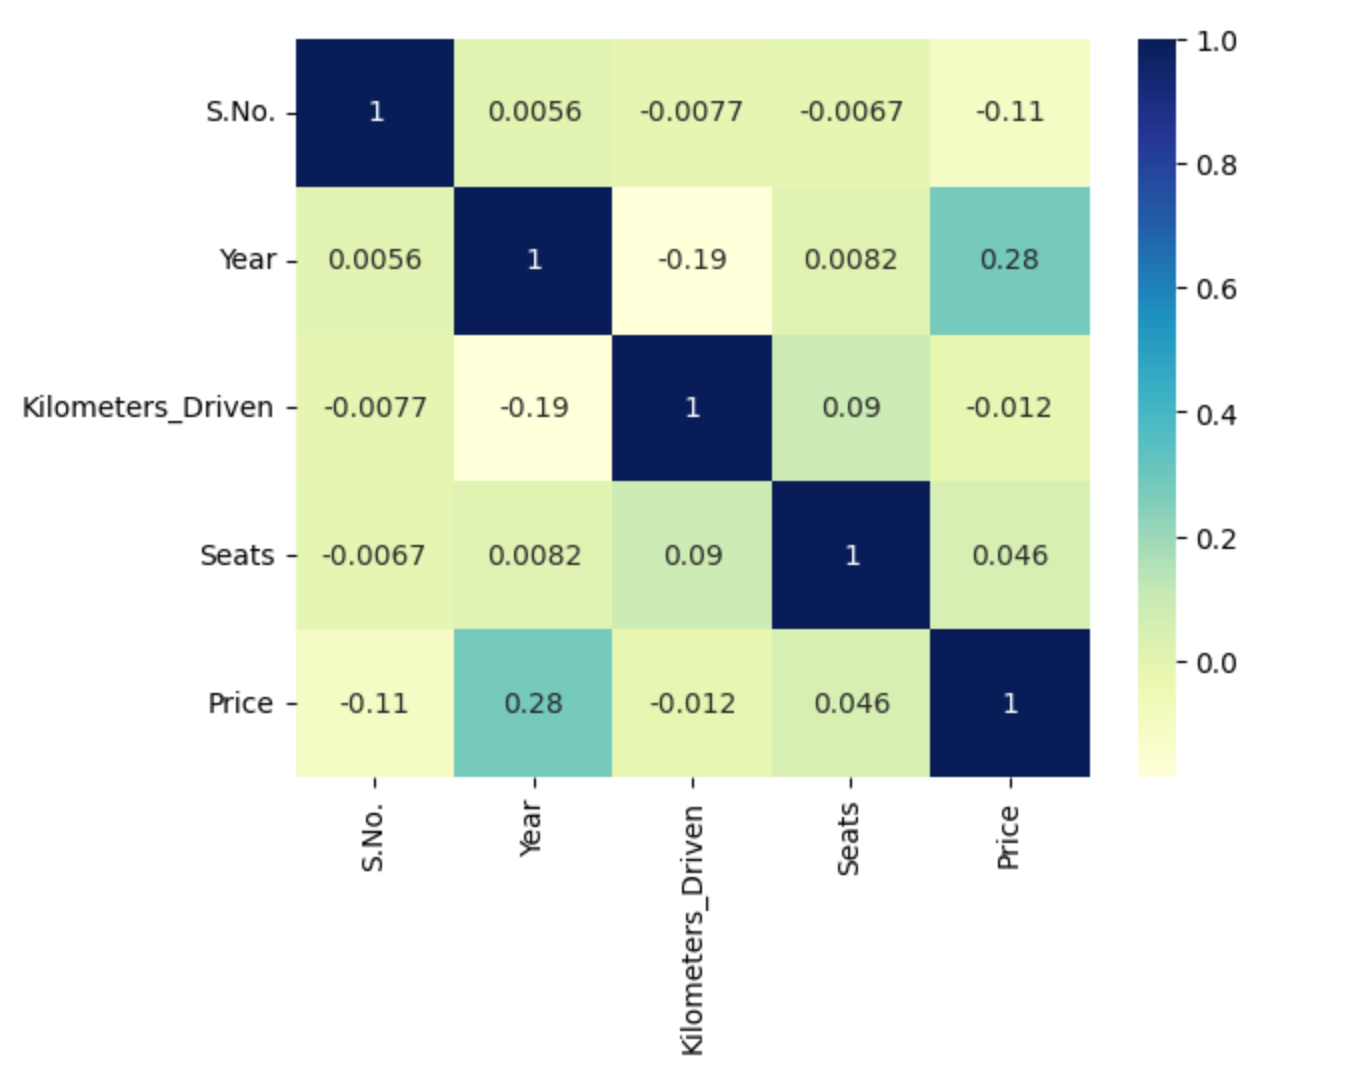 S.No. 1 0.0056 -0.0077 -0.0067 -0.11
Year 0.0056 1 -0.19 0.0082 0.28
Kilometers_Driven -0.0077 -0.19 1 0.09 -0.012
Seats -0.0067 0.0082 0.09 1 0.046
Price -0.11 0.28 -0.012 0.046 1
S.No.
Year
Kilometers_Driven
Seats
Price
1.0
0.8
0.6
0.4
0.2
0.0